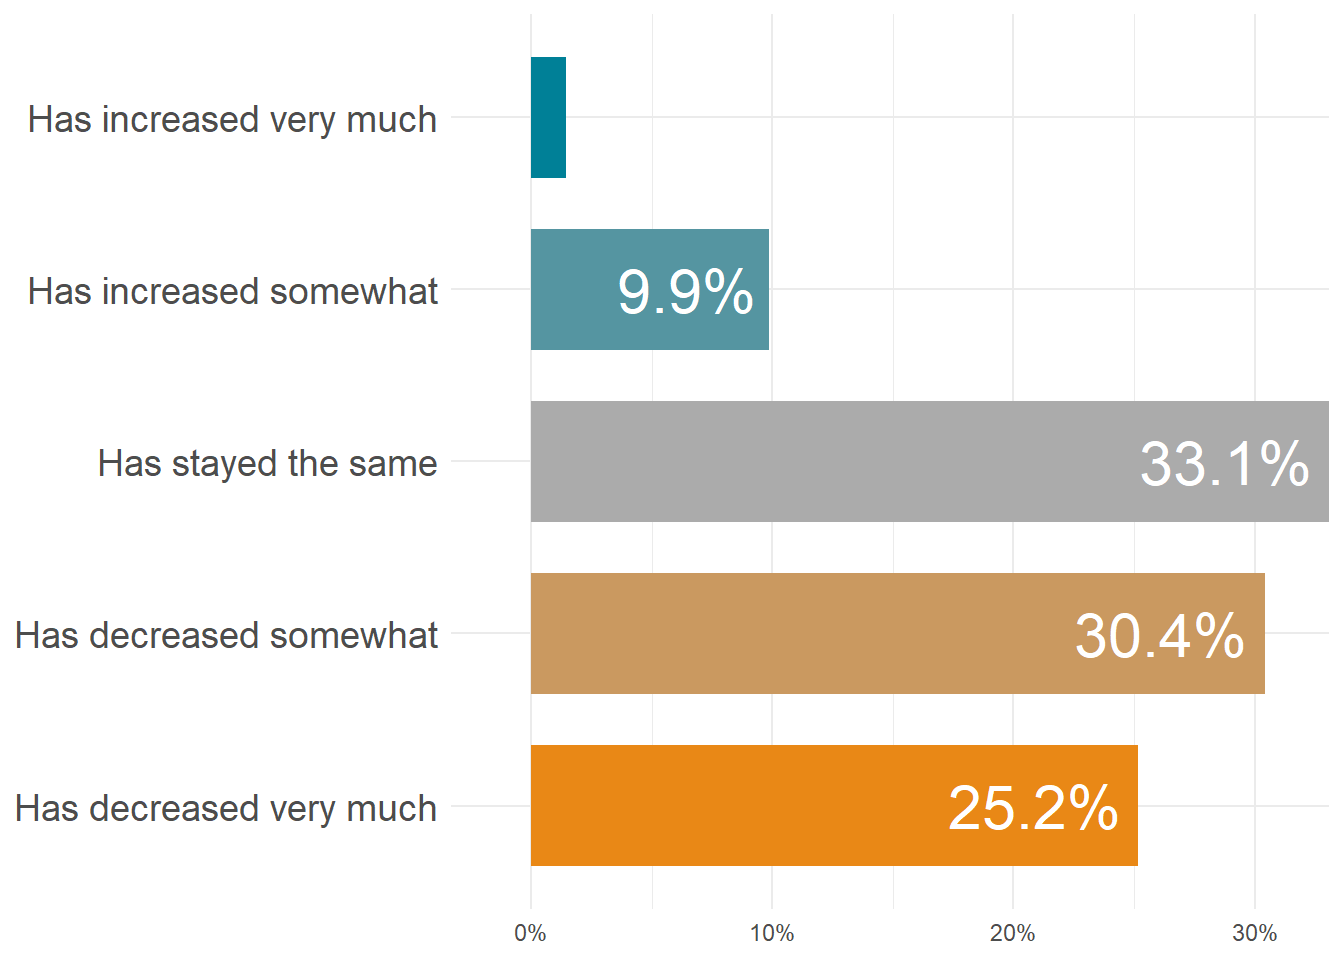 Has increased very much
Has increased somewhat
9.9%
Has stayed the same
33.1%
Has decreased somewhat
30.4%
Has decreased very much
25.2%
0%
10%
20%
30%